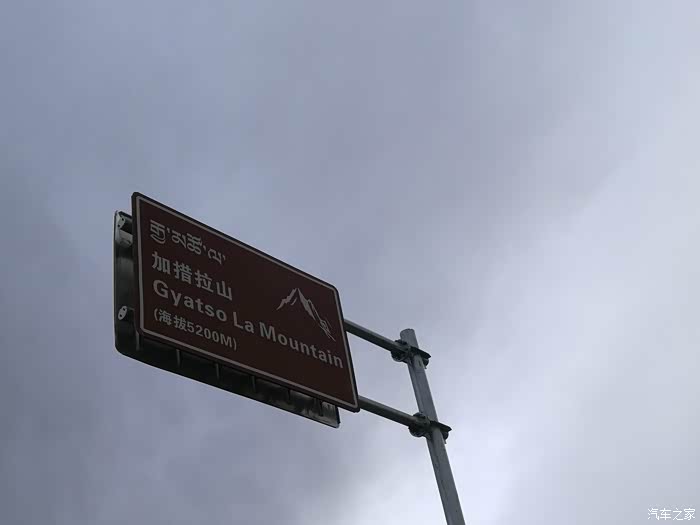 རྒྱ་མཚོ་ལ་
加措拉山
Gyatso La Mountain
(海拔5200M)
汽车之家